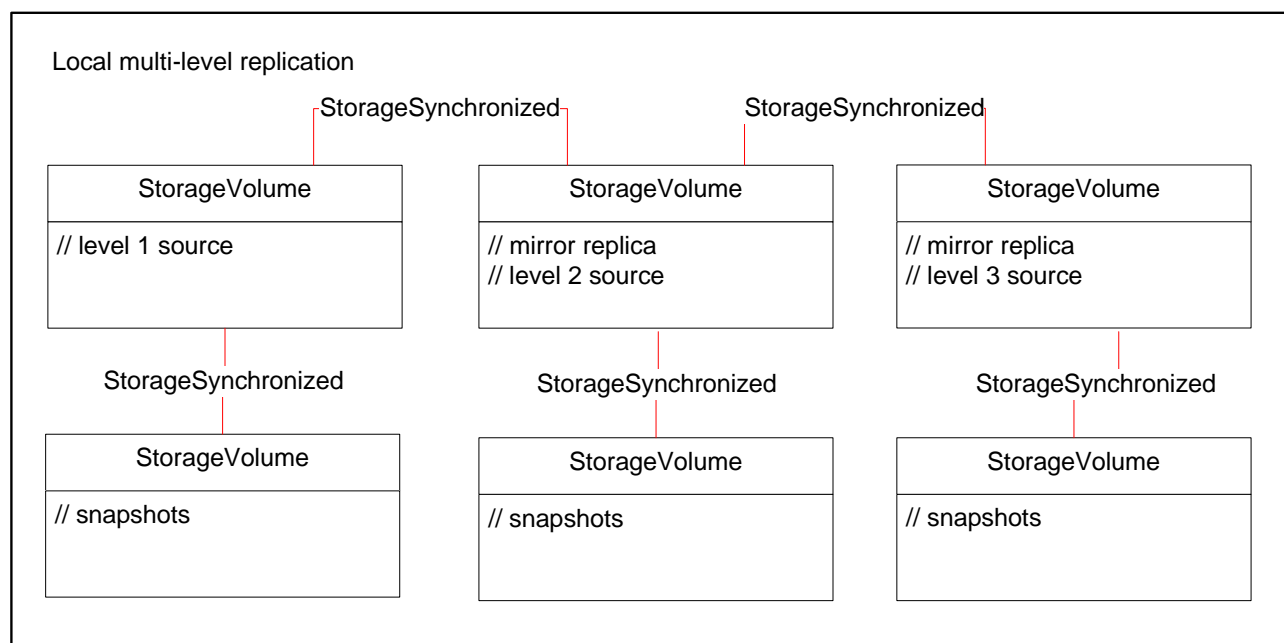 Local multi-level replication
StorageSynchronized
StorageSynchronized
StorageVolume
StorageVolume
StorageVolume
// level 1 source
// mirror replica
// level 2 source
// mirror replica
// level 3 source
StorageSynchronized
StorageSynchronized
StorageSynchronized
StorageVolume
StorageVolume
StorageVolume
// snapshots
// snapshots
// snapshots